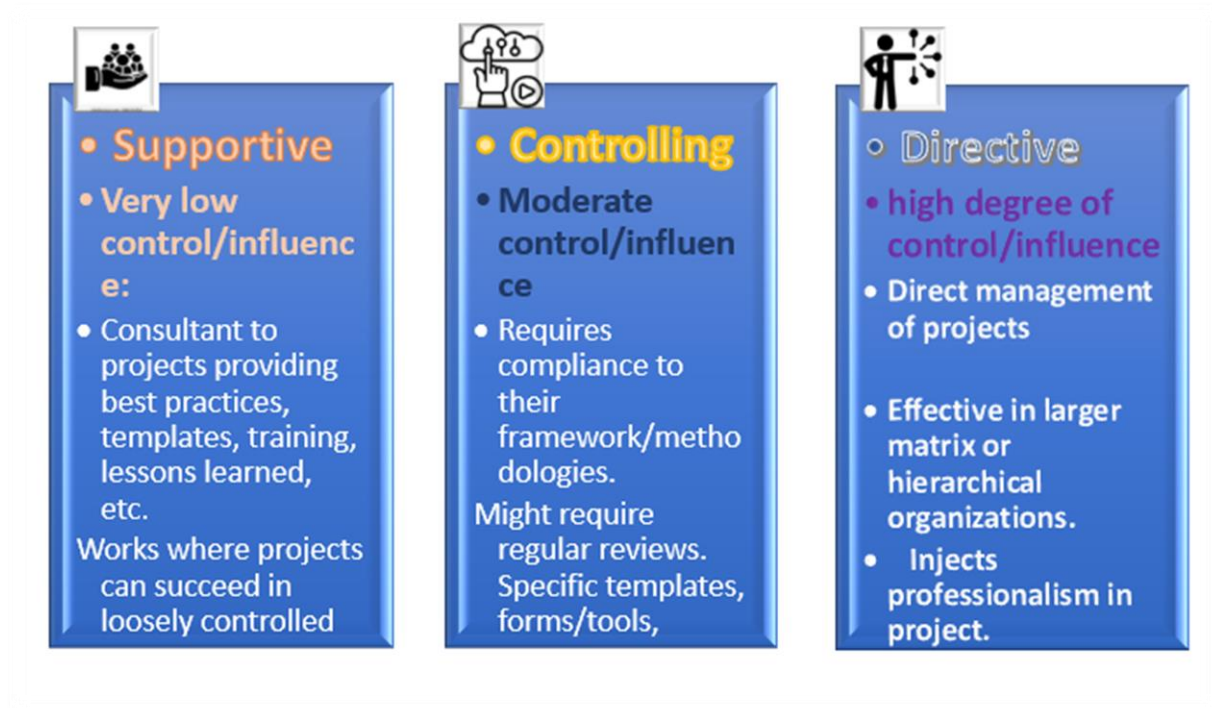 • Supportive
• Very low
control/influenc
e:
• Consultant to
projects providing
best practices,
templates, training,
lessons learned,
etc.
Works where projects
can succeed in
loosely controlled
• Controlling
• Moderate
control/influen
ce
• Requires
compliance to
their
framework/metho
dologies.
Might require
regular reviews.
Specific templates,
forms/tools,
• Directive
• high degree of
control/influence
• Direct management
of projects
• Effective in larger
matrix or
hierarchical
organizations.
• Injects
professionalism in
project.